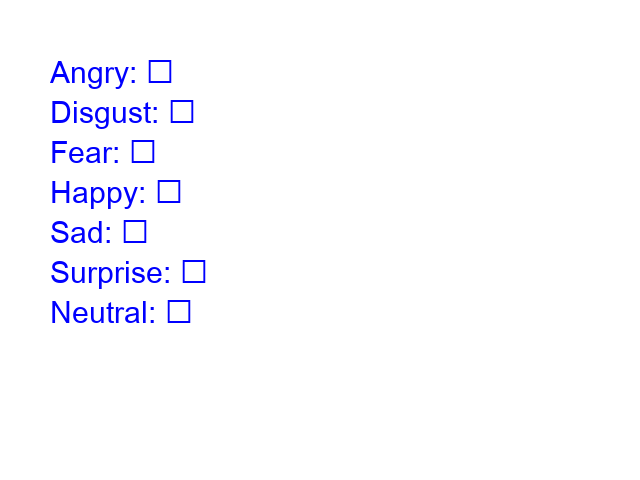 Angry: ☐
Disgust: ☐
Fear: ☐
Happy: ☐
Sad: ☐
Surprise: ☐
Neutral: ☐